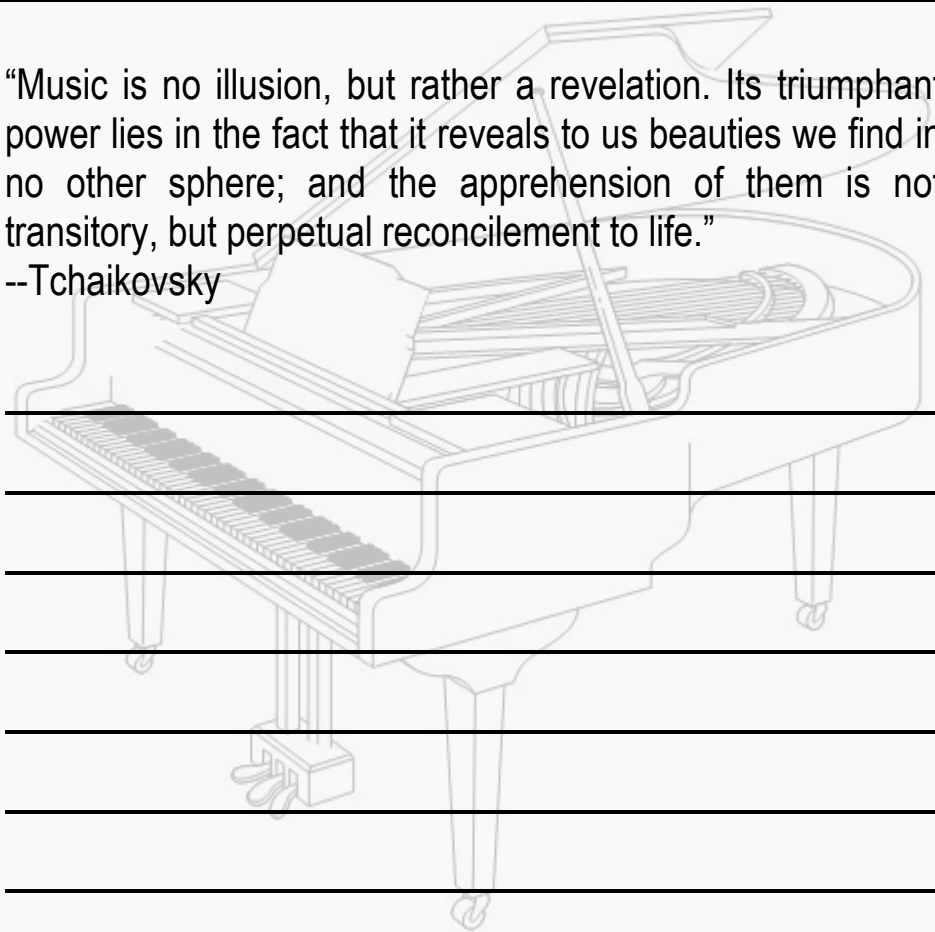 “Music is no illusion, but rather a revelation. Its triumphant
power lies in the fact that it reveals to us beauties we find in
no other sphere; and the apprehension of them is not
transitory, but perpetual reconcilement to life.”
--Tchaikovsky